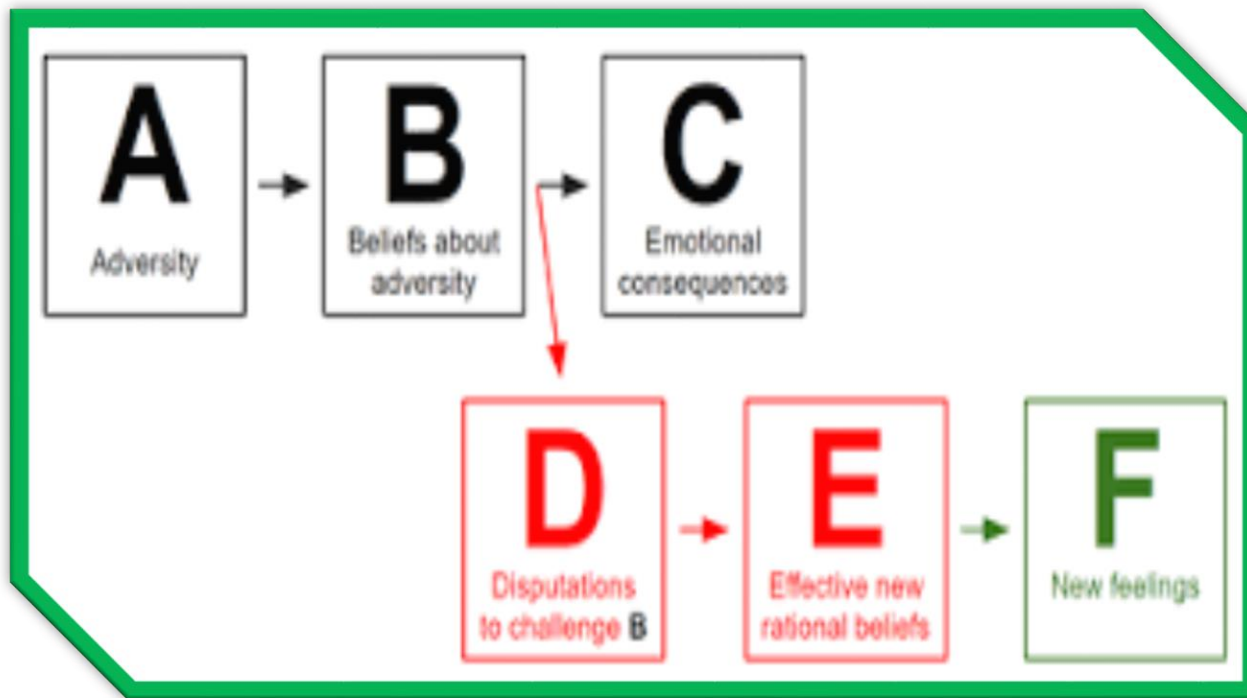 A
Adversity
B
Beliefs about
adversity
C
Emotional
consequences
D
Disputations
to challenge B
E
Effective new
rational beliefs
F
New feelings